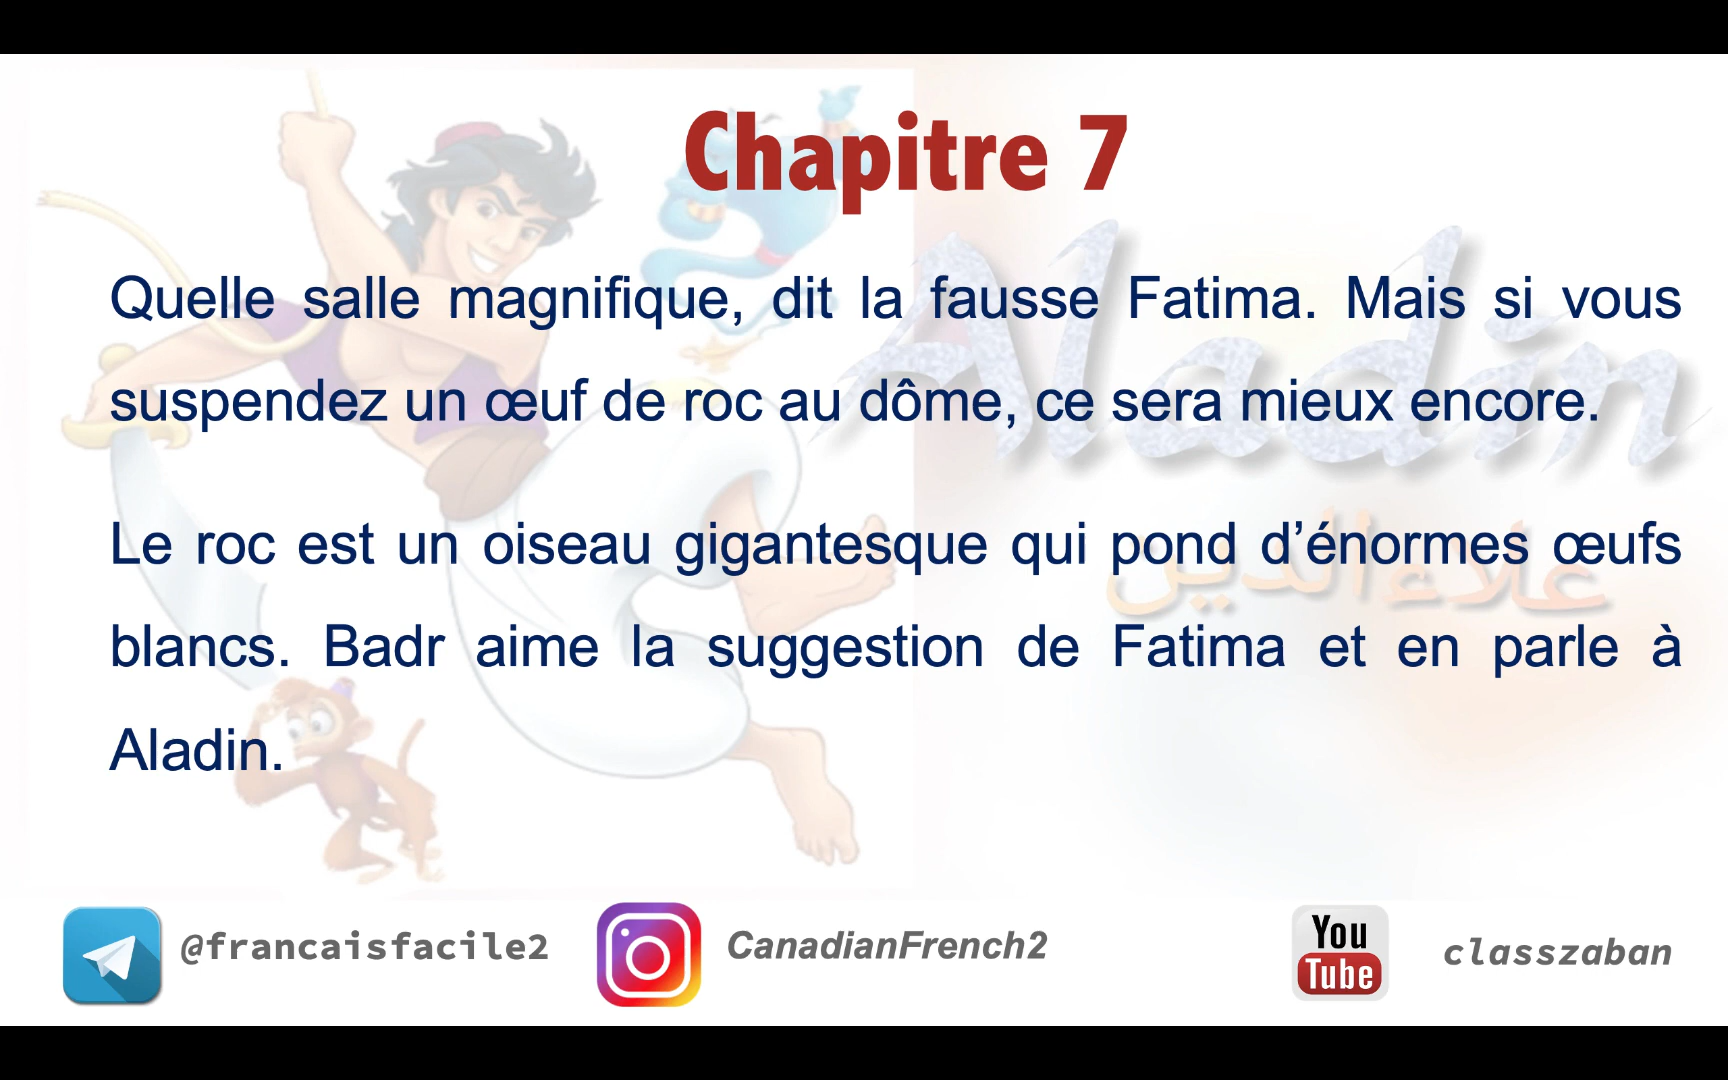 Chapitre 7
Quelle salle magnifique, dit la fausse Fatima. Mais si vous
suspendez un œuf de roc au dôme, ce sera mieux encore.
Aladin
Le roc est un oiseau gigantesque qui pond d’énormes œufs
علاء الدين
blancs. Badr aime la suggestion de Fatima et en parle à
Aladin.
@francaisfacile2
CanadianFrench2
You
Tube
classzaban